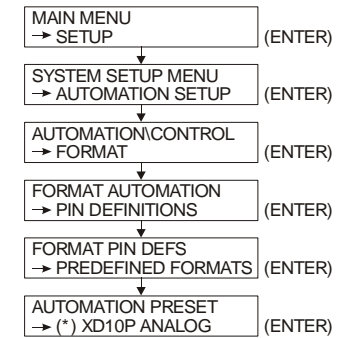 MAIN MENU
→ SETUP (ENTER)
SYSTEM SETUP MENU
→ AUTOMATION SETUP (ENTER)
AUTOMATION\CONTROL
→ FORMAT (ENTER)
FORMAT AUTOMATION
→ PIN DEFINITIONS (ENTER)
FORMAT PIN DEFS
→ PREDEFINED FORMATS (ENTER)
AUTOMATION PRESET
→ (*) XD10P ANALOG (ENTER)